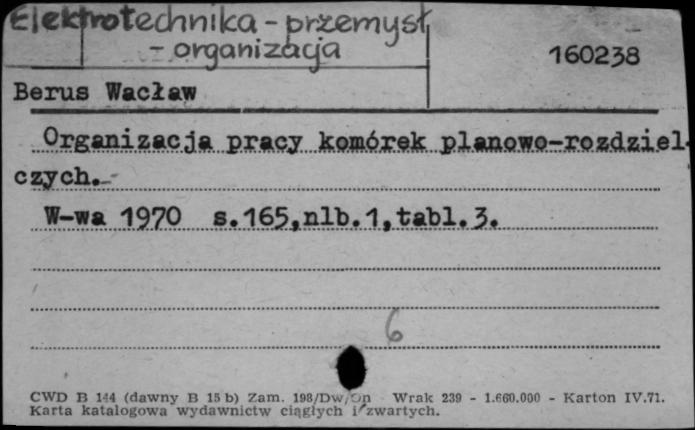 Elektrotechnika - przemysł
- organizacja
160238
Berus Wacław
Organizacja pracy komórek planowo-rozdziel-
czych.-
W-wa 1970 s.165,nlb.1,tabl.3.
6
CWD B 144 (dawny B 15 b) Zam. 198/Dw/On Wrak 239 - 1.660.000 - Karton IV.71.
Karta katalogowa wydawnictw ciągłych i zwartych.